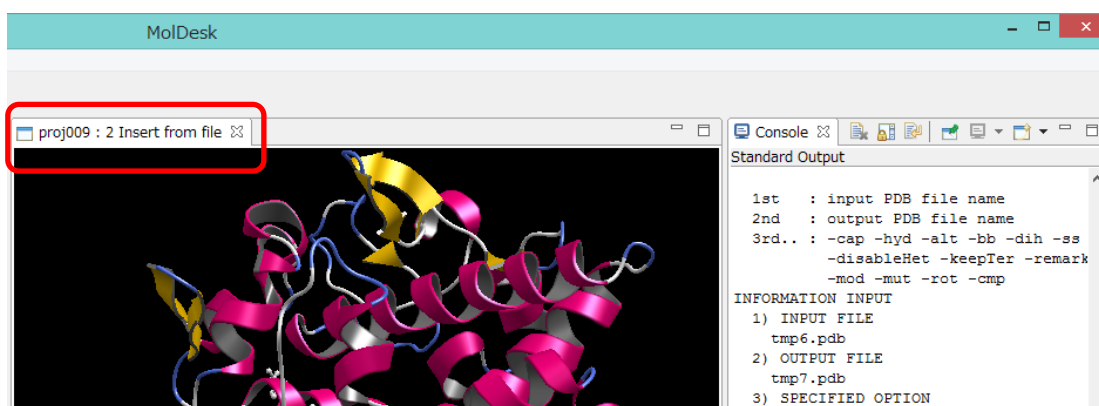 MolDesk
proj009 : 2 Insert from file
Console
Standard Output
1st : input PDB file name
2nd : output PDB file name
3rd.. : -cap -hyd -alt -bb -dih -ss
-disableHet -keepTer -remark
-mod -mut -rot -cmp
INFORMATION INPUT
1) INPUT FILE
tmp6.pdb
2) OUTPUT FILE
tmp7.pdb
3) SPECIFIED OPTION